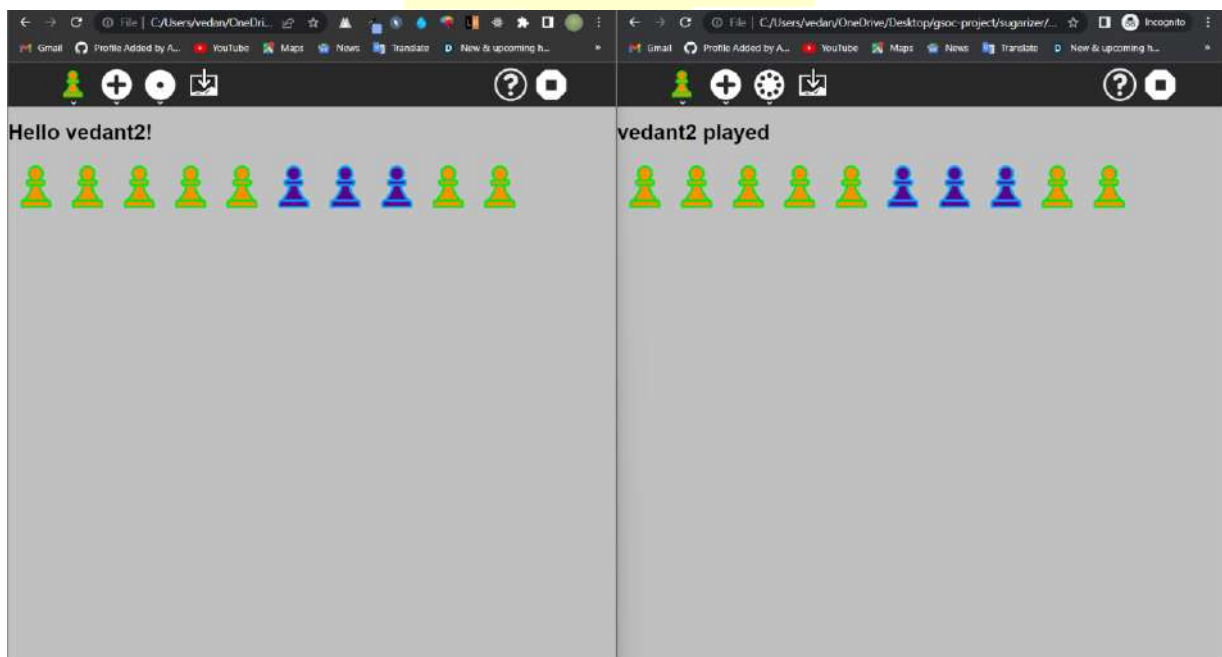 File | C:/Users/vedan/OneDri...
Gmail Profile Added by A... YouTube Maps News Translate New & upcoming h... »
Hello vedant2!
File | C:/Users/vedan/OneDrive/Desktop/gsoc-project/sugarizer/... Incognito
Gmail Profile Added by A... YouTube Maps News Translate New & upcoming h... »
vedant2 played